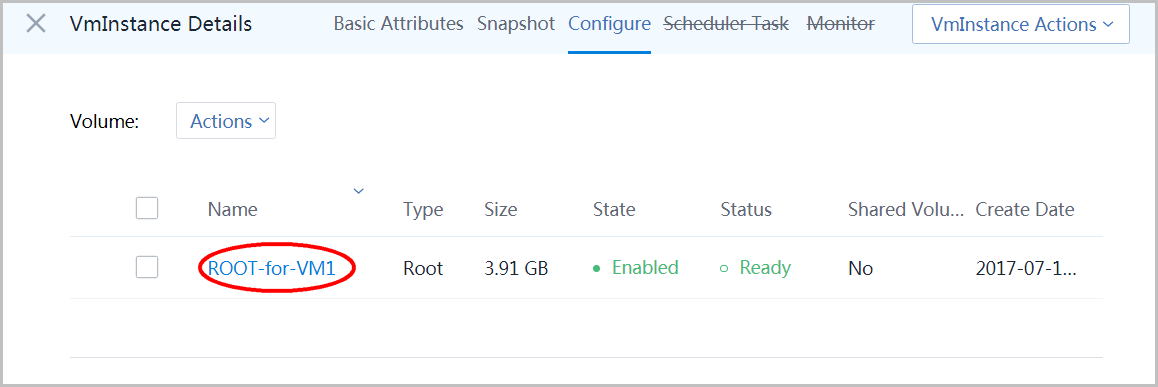 VmInstance Details Basic Attributes Snapshot Configure Scheduler Task Monitor VmInstance Actions
Volume: Actions
Name Type Size State Status Shared Volu... Create Date
ROOT-for-VM1 Root 3.91 GB Enabled Ready No 2017-07-1...